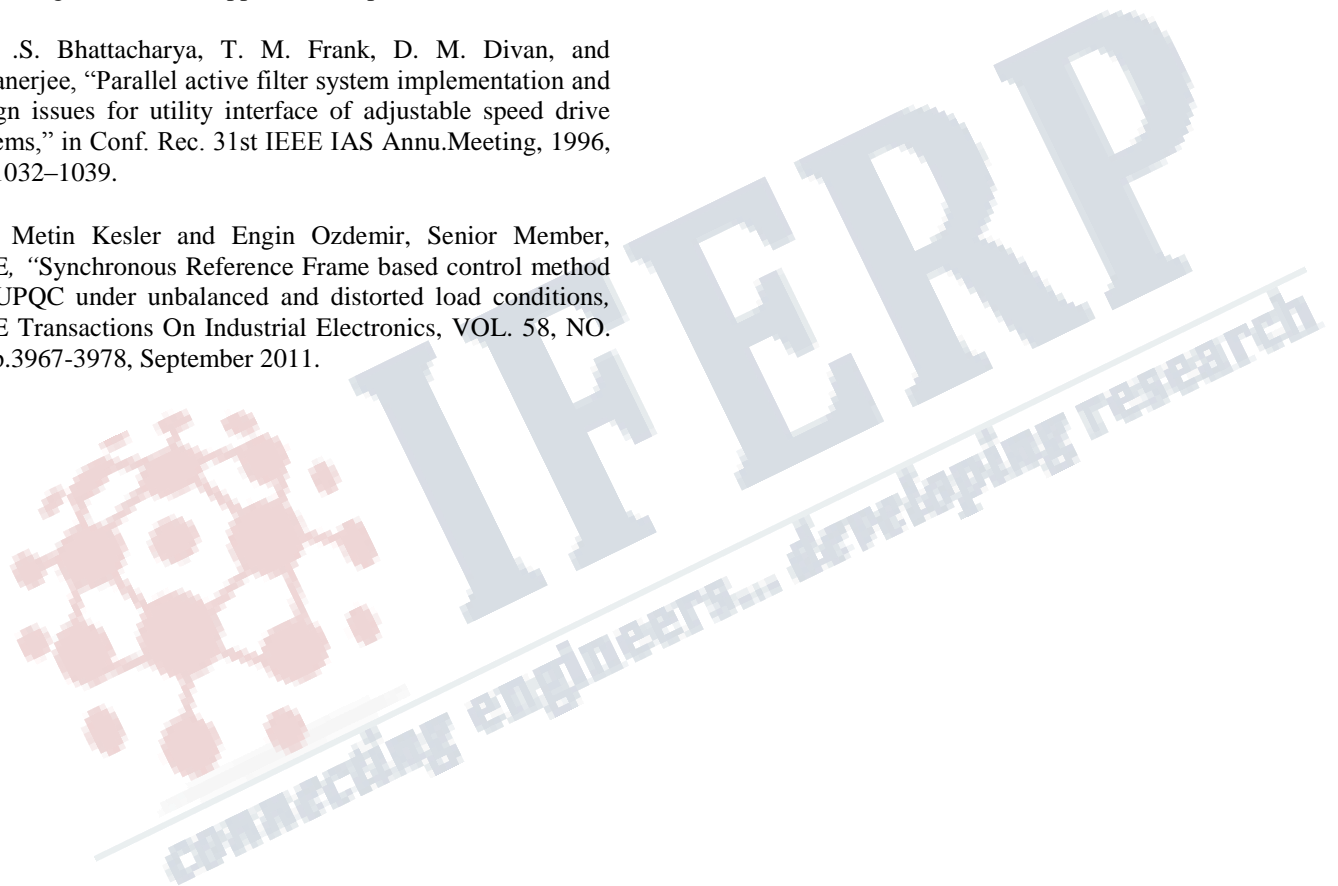 .S. Bhattacharya, T. M. Frank, D. M. Divan, and
anerjee, “Parallel active filter system implementation and
gn issues for utility interface of adjustable speed drive
ems,” in Conf. Rec. 31st IEEE IAS Annu.Meeting, 1996,
1032–1039.
Metin Kesler and Engin Ozdemir, Senior Member,
E, “Synchronous Reference Frame based control method
UPQC under unbalanced and distorted load conditions,
E Transactions On Industrial Electronics, VOL. 58, NO.
p.3967-3978, September 2011.
IFERP
connecting engineers... developing research